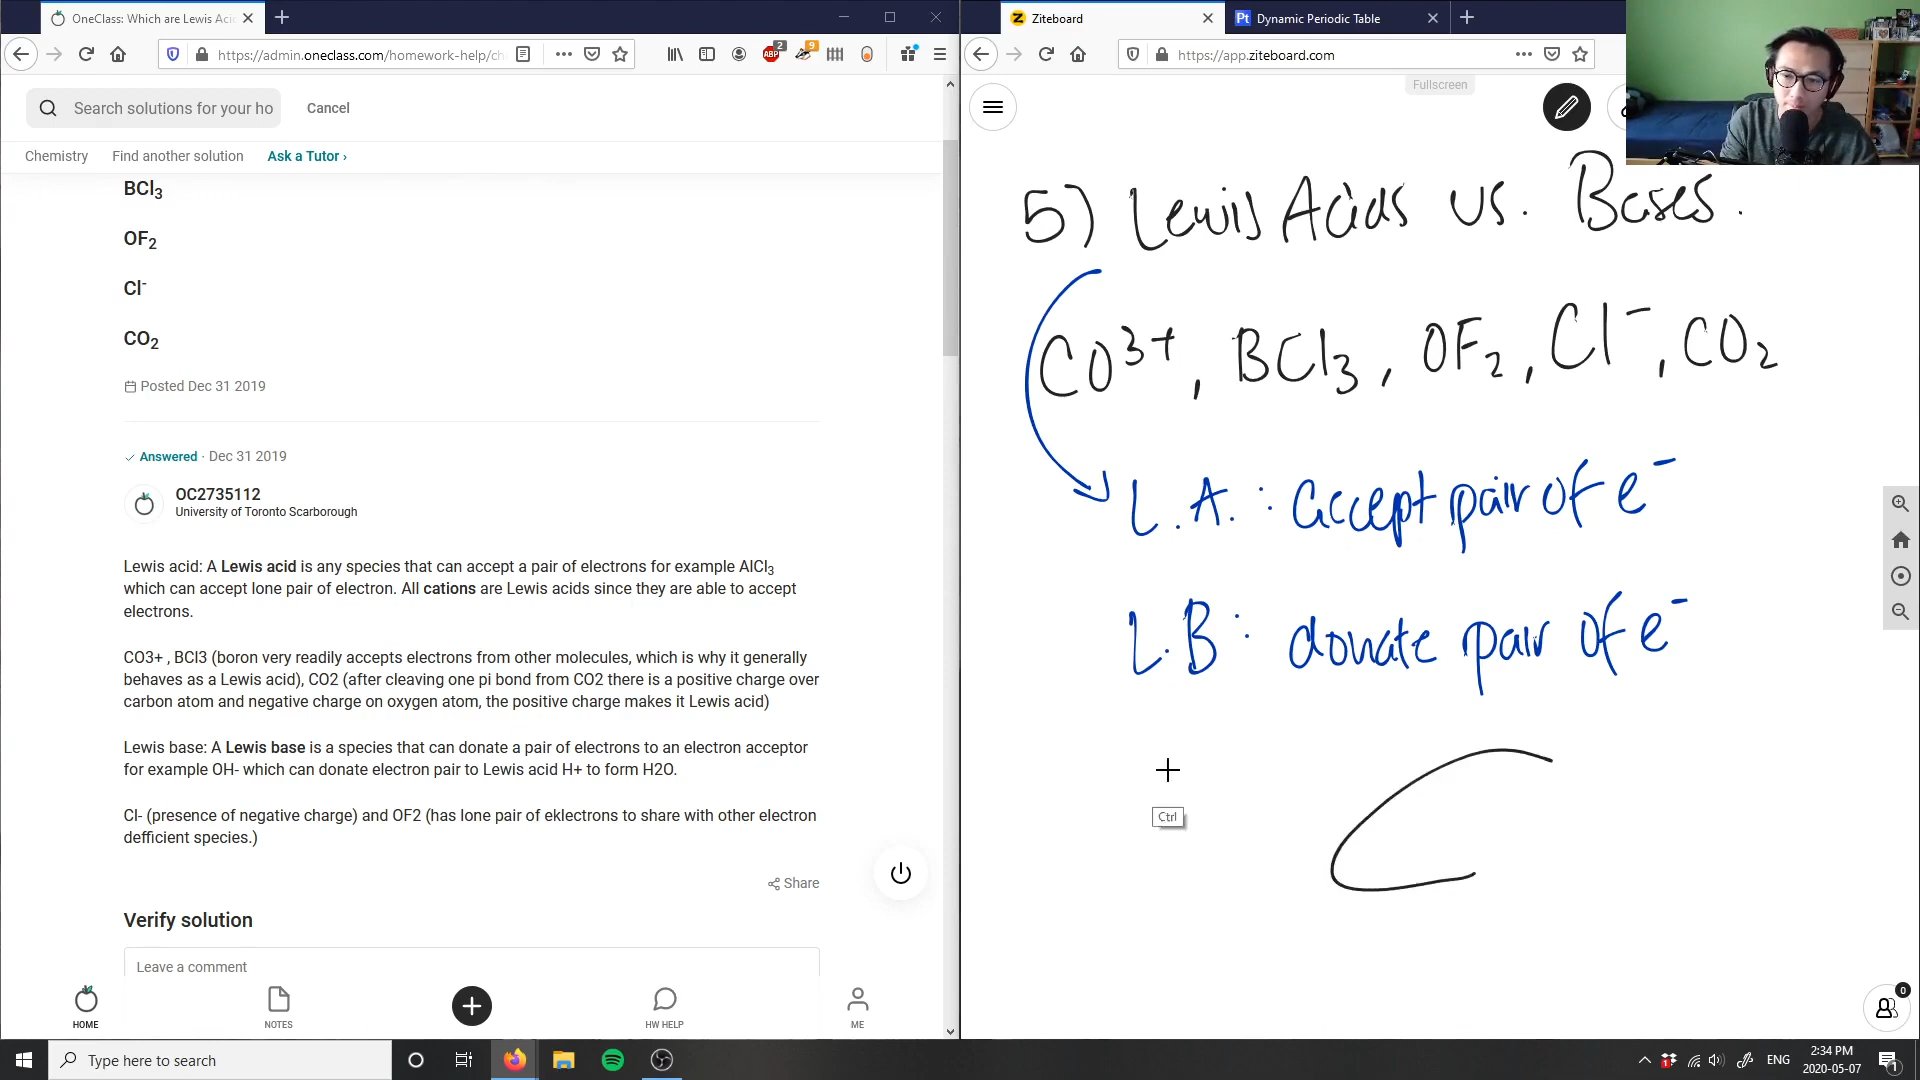 OneClass: Which are Lewis Aci
https://admin.oneclass.com/homework-help/ch
ABP 2 9
Search solutions for your ho
Cancel
Chemistry Find another solution Ask a Tutor ›
BCl3
OF2
Cl-
CO2
Posted Dec 31 2019
Answered · Dec 31 2019
OC2735112
University of Toronto Scarborough
Lewis acid: A Lewis acid is any species that can accept a pair of electrons for example AlCl3
which can accept lone pair of electron. All cations are Lewis acids since they are able to accept
electrons.
CO3+ , BCl3 (boron very readily accepts electrons from other molecules, which is why it generally
behaves as a Lewis acid), CO2 (after cleaving one pi bond from CO2 there is a positive charge over
carbon atom and negative charge on oxygen atom, the positive charge makes it Lewis acid)
Lewis base: A Lewis base is a species that can donate a pair of electrons to an electron acceptor
for example OH- which can donate electron pair to Lewis acid H+ to form H2O.
Cl- (presence of negative charge) and OF2 (has lone pair of eklectrons to share with other electron
defficient species.)
Share
Verify solution
Leave a comment
HOME NOTES HW HELP ME
Z Ziteboard
Pt Dynamic Periodic Table
https://app.ziteboard.com
Fullscreen
5) Lewis Acids vs. Bases.
CO3+, BCl3, OF2, Cl-, CO2
L.A. : accept pair of e-
L.B : donate pair of e-
Ctrl
0
Type here to search
ENG
2:34 PM
2020-05-07
1